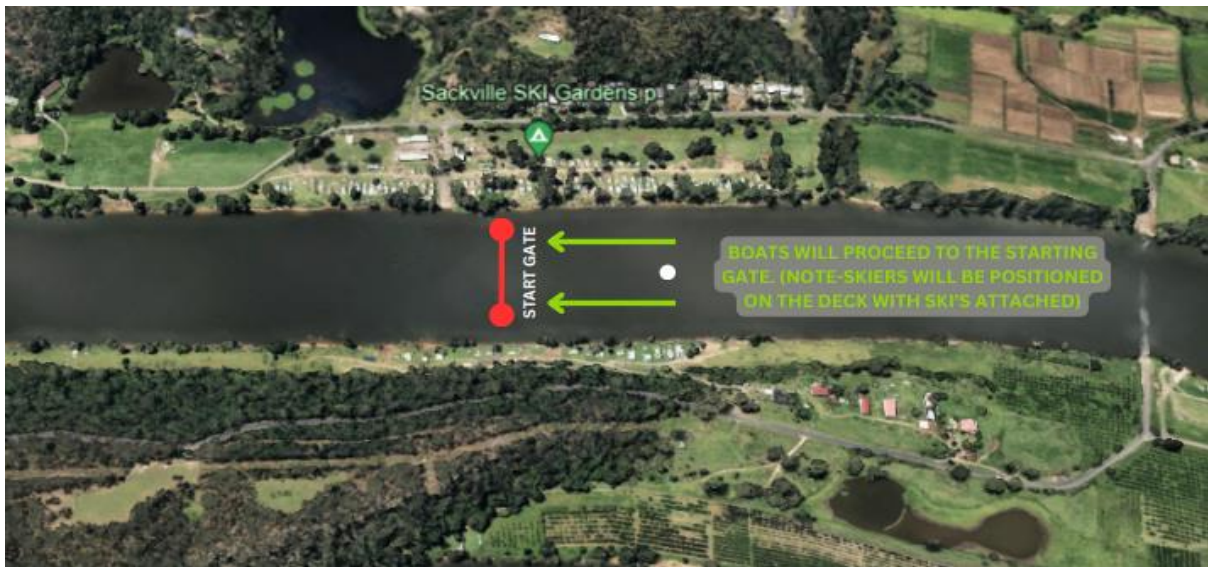 Sackville SKI Gardens p
START GATE
BOATS WILL PROCEED TO THE STARTING
GATE. (NOTE-SKIERS WILL BE POSITIONED
ON THE DECK WITH SKI'S ATTACHED)